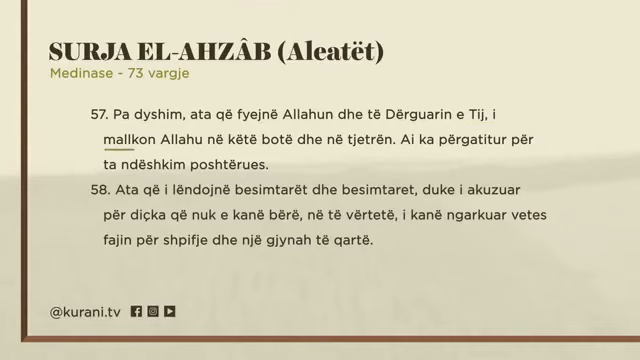 SURJA EL-AHZÂB (Aleatët)
Medinase - 73 vargje
57. Pa dyshim, ata që fyejnë Allahun dhe të Dërguarin e Tij, i
mallkon Allahu në këtë botë dhe në tjetrën. Ai ka përgatitur për
ta ndëshkim poshtërues.
58. Ata që i lëndojnë besimtarët dhe besimtaret, duke i akuzuar
për diçka që nuk e kanë bërë, në të vërtetë, i kanë ngarkuar vetes
fajin për shpifje dhe një gjynah të qartë.
@kurani.tv